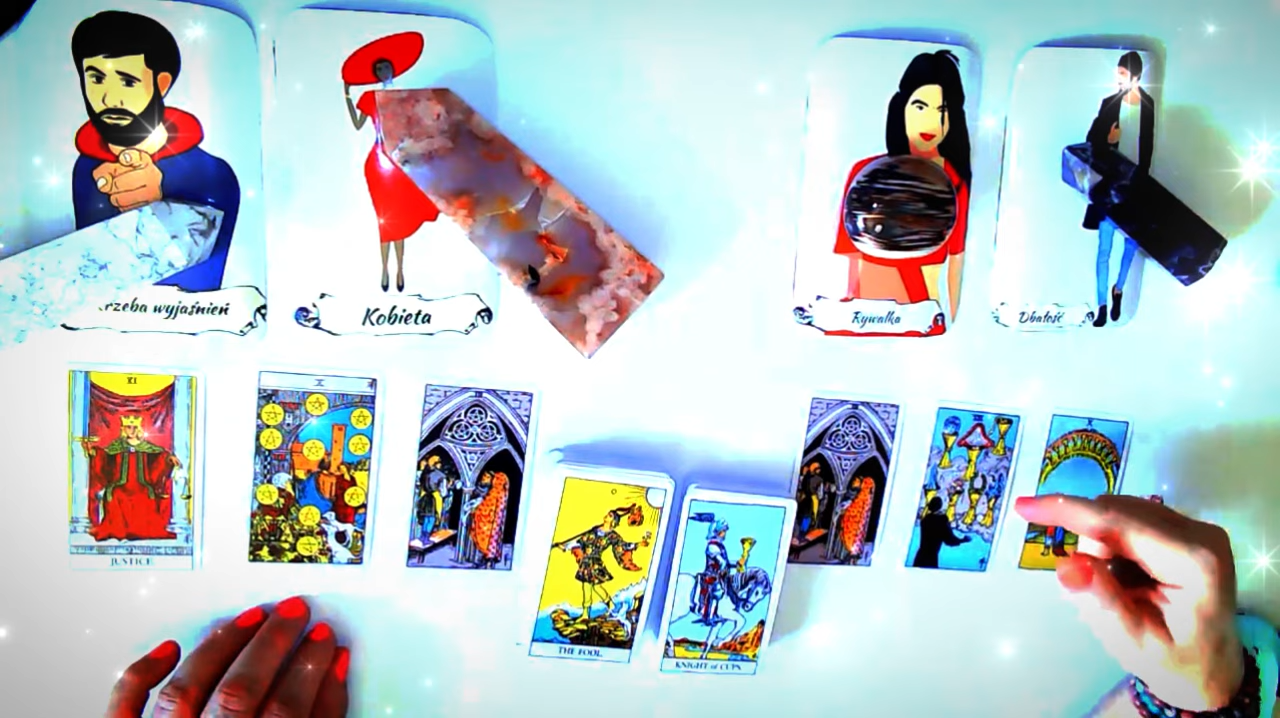 rzeba wyjaśnień
Kobieta
Rywalka
Dbałość
XI
X
JUSTICE
THE FOOL
KNIGHT of CUPS